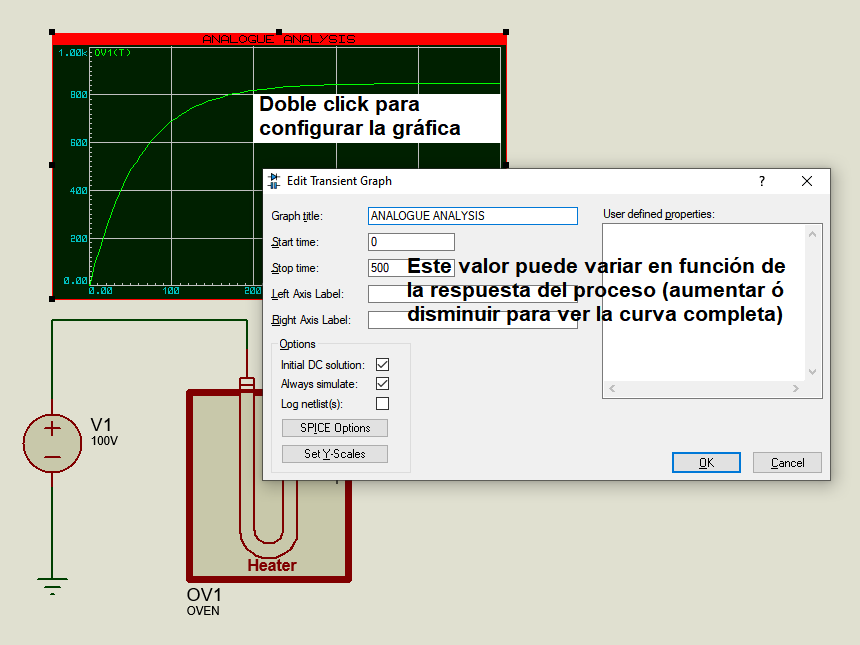 ANALOGUE ANALYSIS
1.00k
OV1(T)
800
600
400
200
0.00
0.00
100
200
Doble click para
configurar la gráfica
Edit Transient Graph
?
Graph title:
ANALOGUE ANALYSIS
Start time:
0
Stop time:
500
Left Axis Label:
Right Axis Label:
User defined properties:
Este valor puede variar en función de
la respuesta del proceso (aumentar ó
disminuir para ver la curva completa)
Options
Initial DC solution:
Always simulate:
Log netlist(s):
SPICE Options
Set Y-Scales
OK
Cancel
V1
100V
Heater
OV1
OVEN